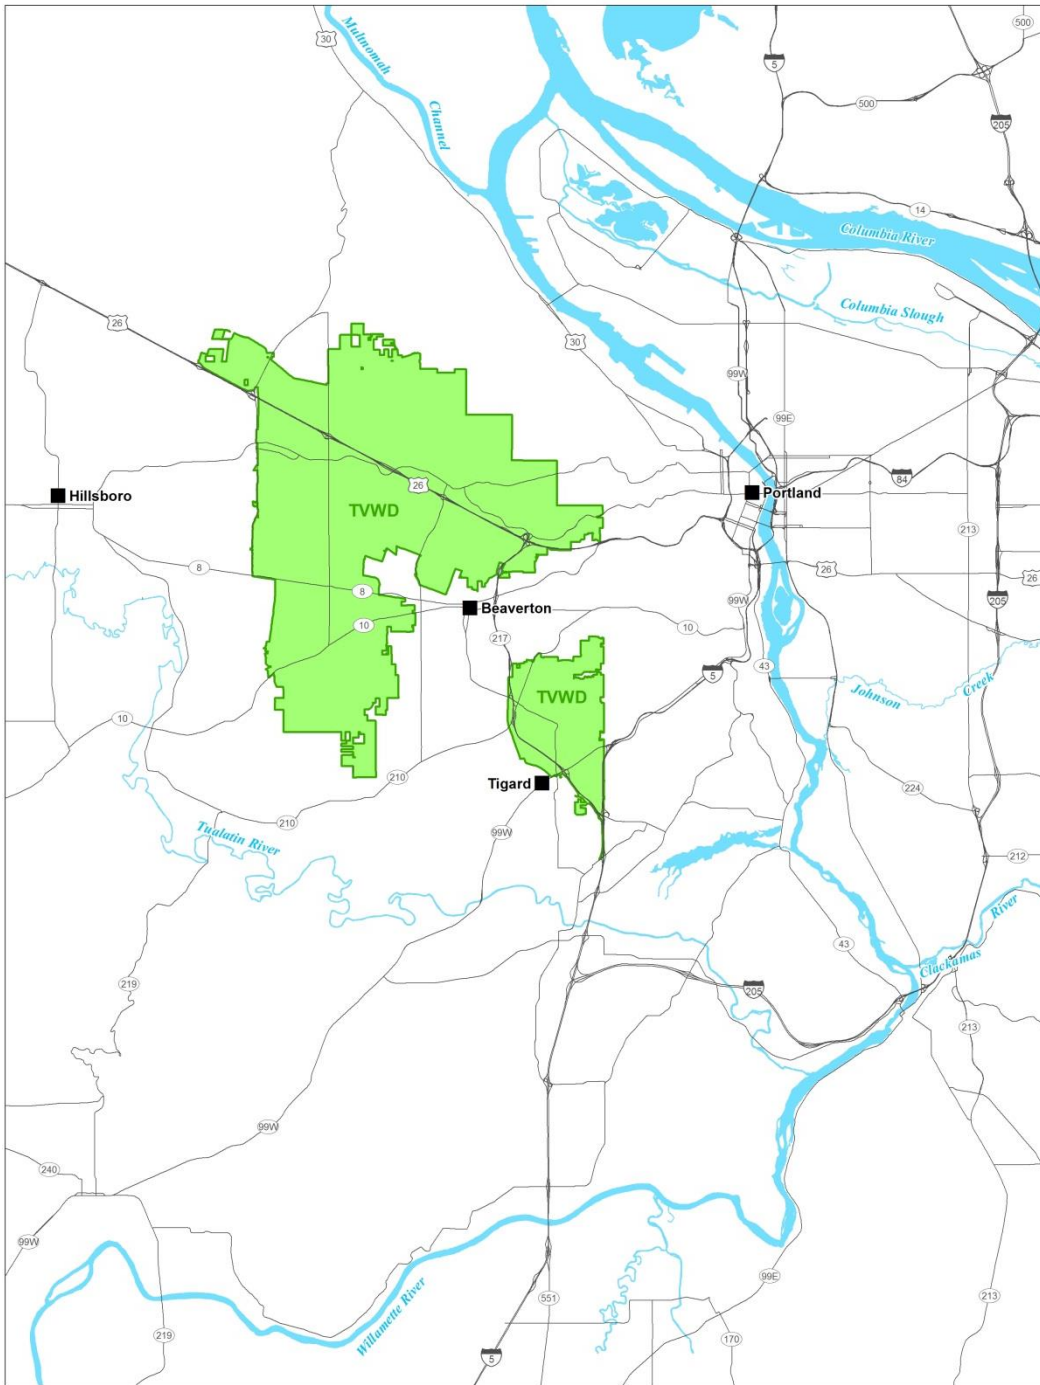 500
30
Multnomah
5
Channel
500
205
14
Columbia River
Columbia Slough
26
30
99W
99E
26
84
Hillsboro
Portland
TVWD
213
8
26
26
8
99W
205
Beaverton
10
217
10
43
5
Johnson
Creek
TVWD
10
210
Tigard
224
210
99W
Tualatin River
212
River
43
Clackamas
219
205
213
99W
240
99W
99E
Willamette River
551
213
219
170
5